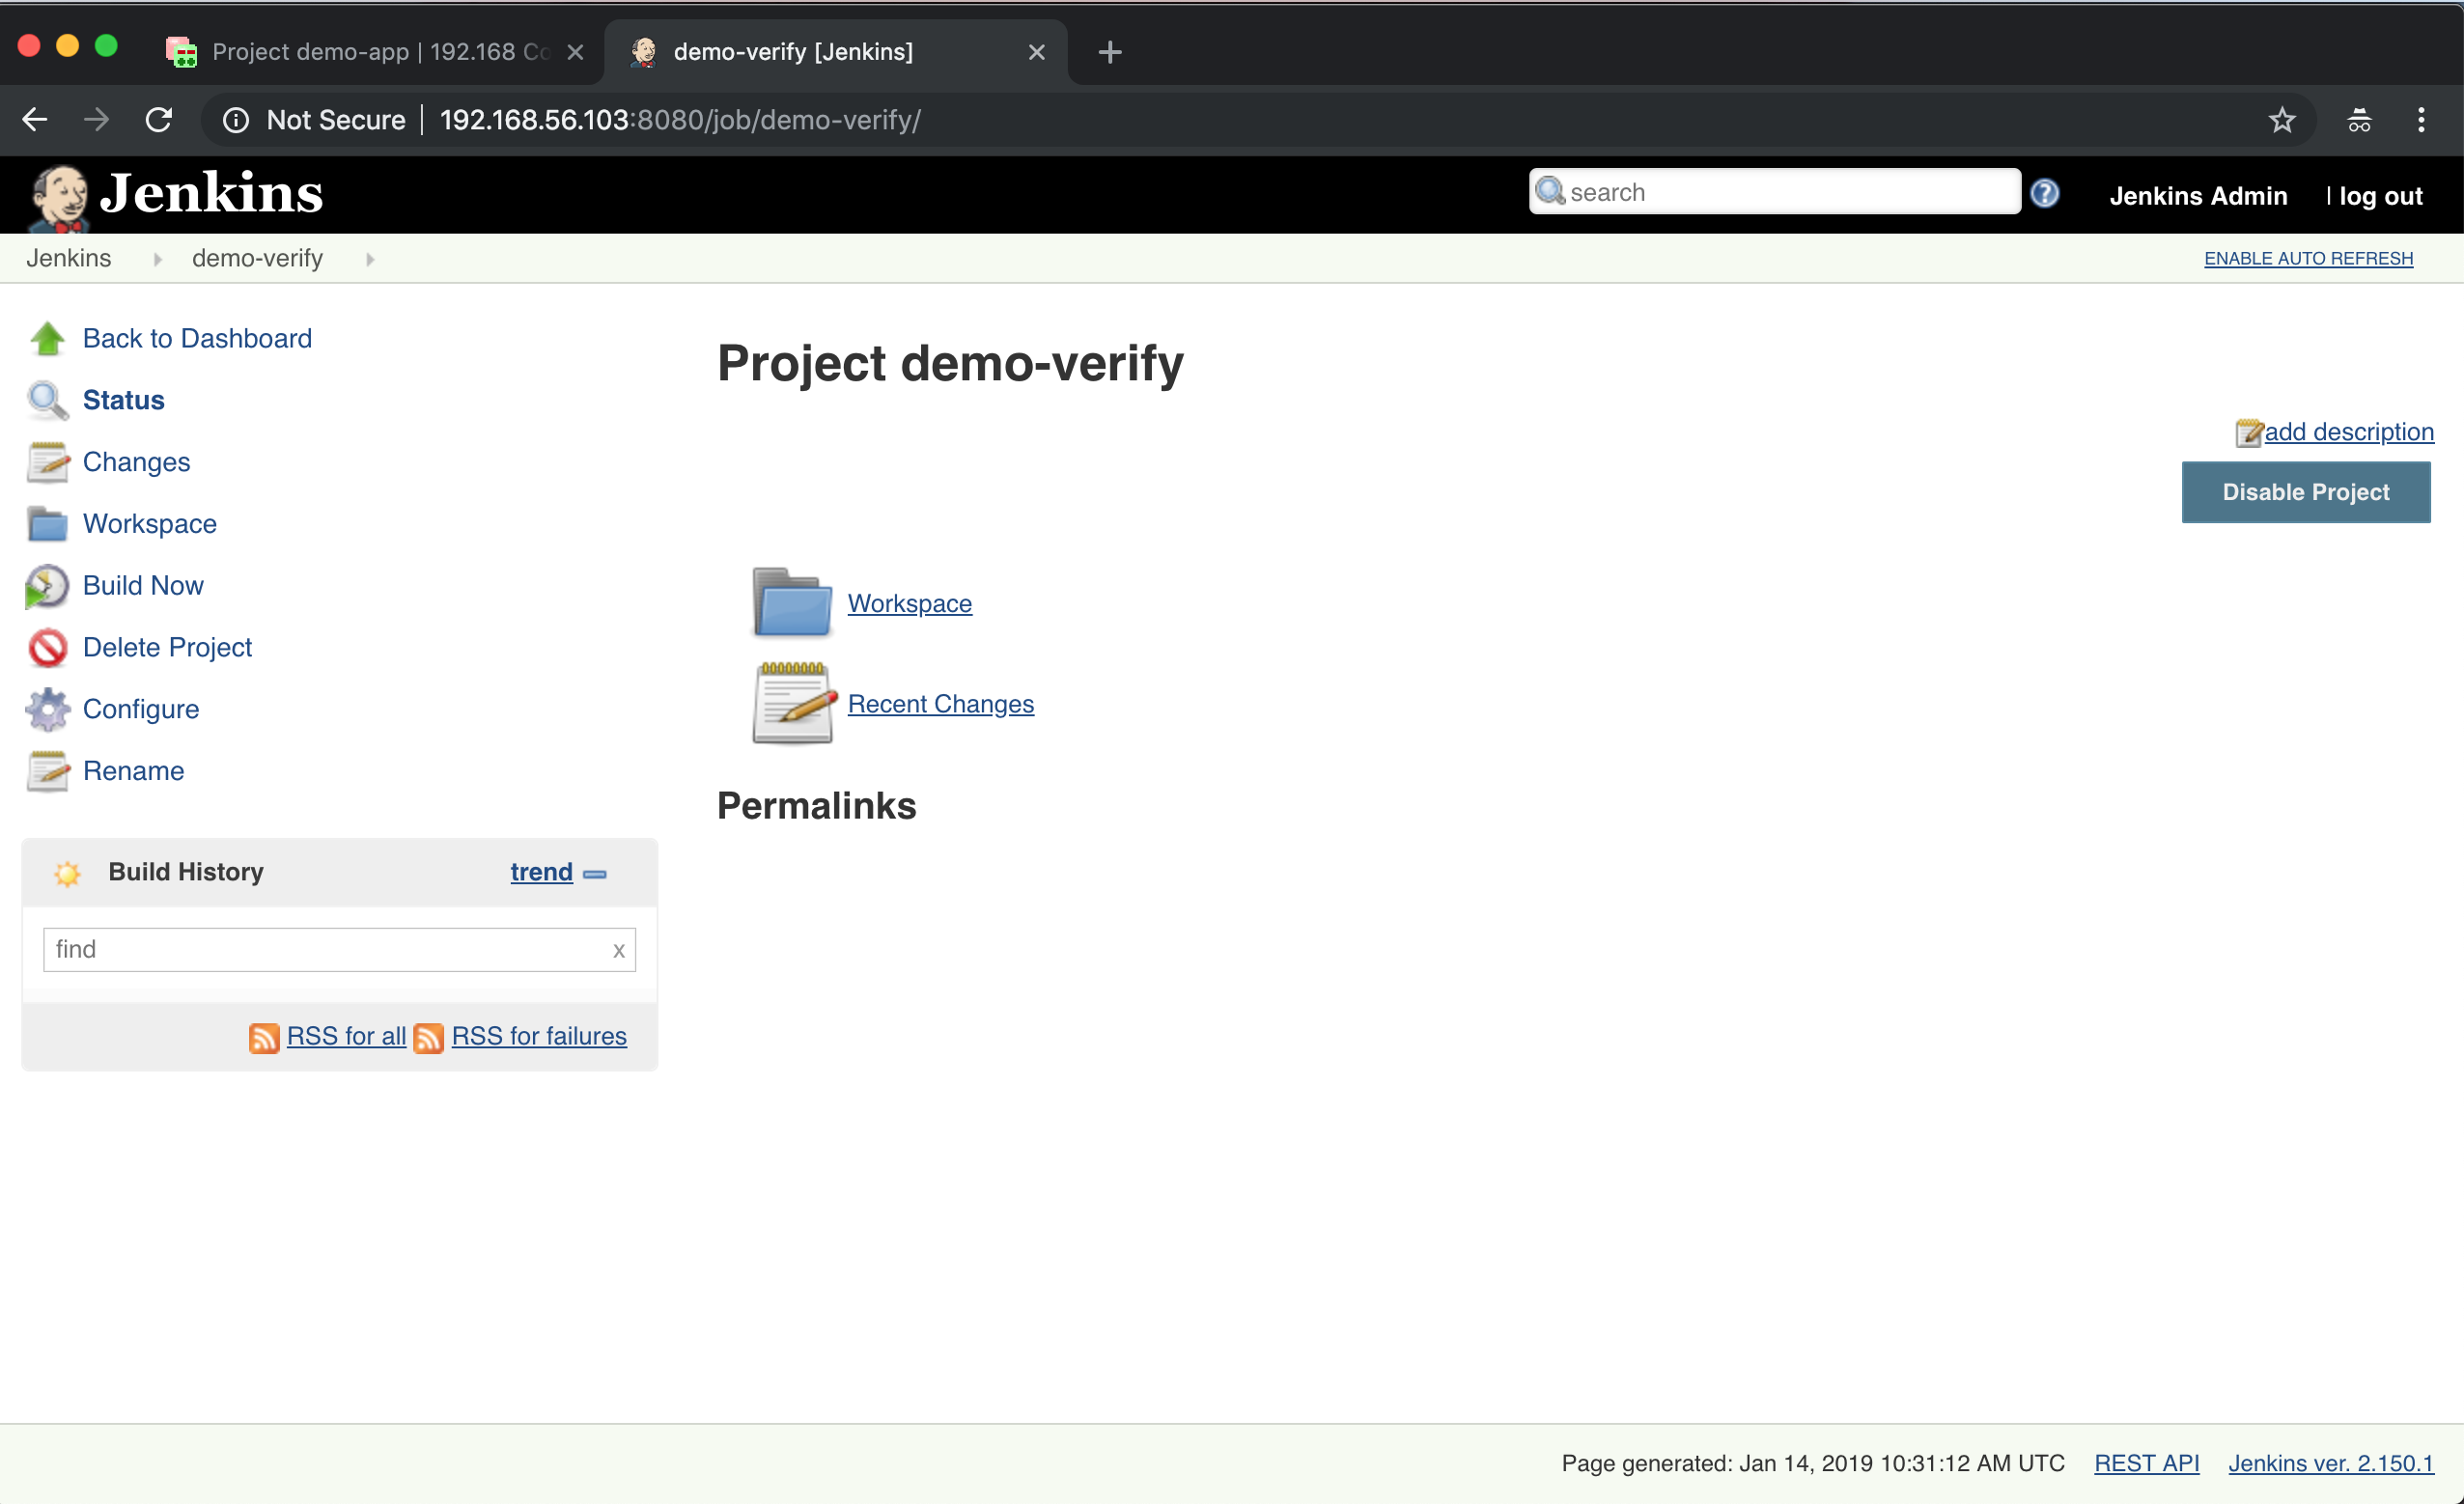 Project demo-app | 192.168 Co
demo-verify [Jenkins]
Not Secure | 192.168.56.103:8080/job/demo-verify/
Jenkins
search
Jenkins Admin | log out
Jenkins demo-verify ENABLE AUTO REFRESH
Back to Dashboard
Status
Changes
Workspace
Build Now
Delete Project
Configure
Rename
Build History trend
find x
RSS for all RSS for failures
Project demo-verify
add description
Disable Project
Workspace
Recent Changes
Permalinks
Page generated: Jan 14, 2019 10:31:12 AM UTC REST API Jenkins ver. 2.150.1